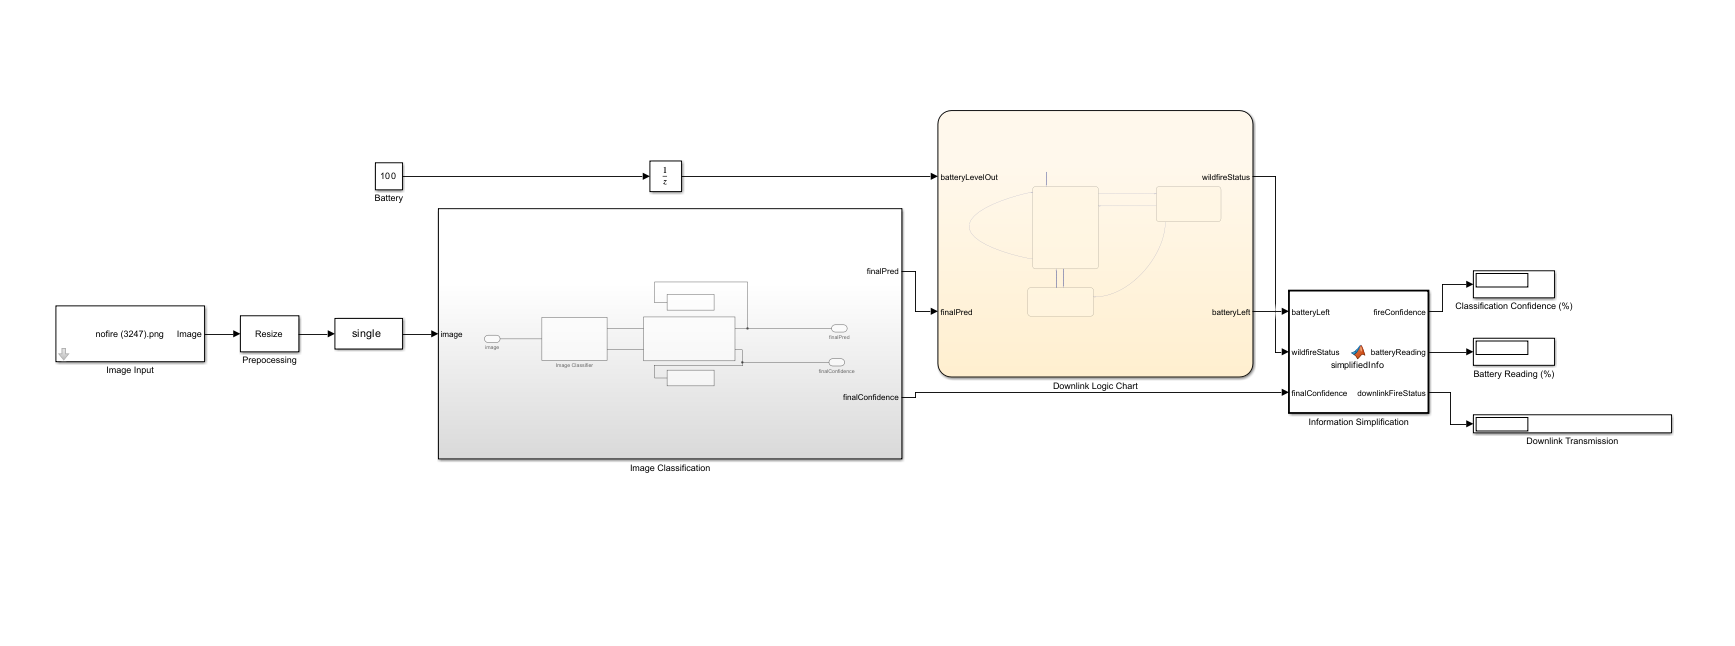 100
Battery
1
z
batteryLevelOut
wildfireStatus
finalPred
finalPred
batteryLeft
Downlink Logic Chart
nofire (3247).png
Image
Image Input
Resize
Prepocessing
single
image
image
Image Classifier
finalPred
finalConfidence
finalConfidence
Image Classification
batteryLeft
fireConfidence
wildfireStatus
batteryReading
simplifiedInfo
finalConfidence
downlinkFireStatus
Information Simplification
Classification Confidence (%)
Battery Reading (%)
Downlink Transmission